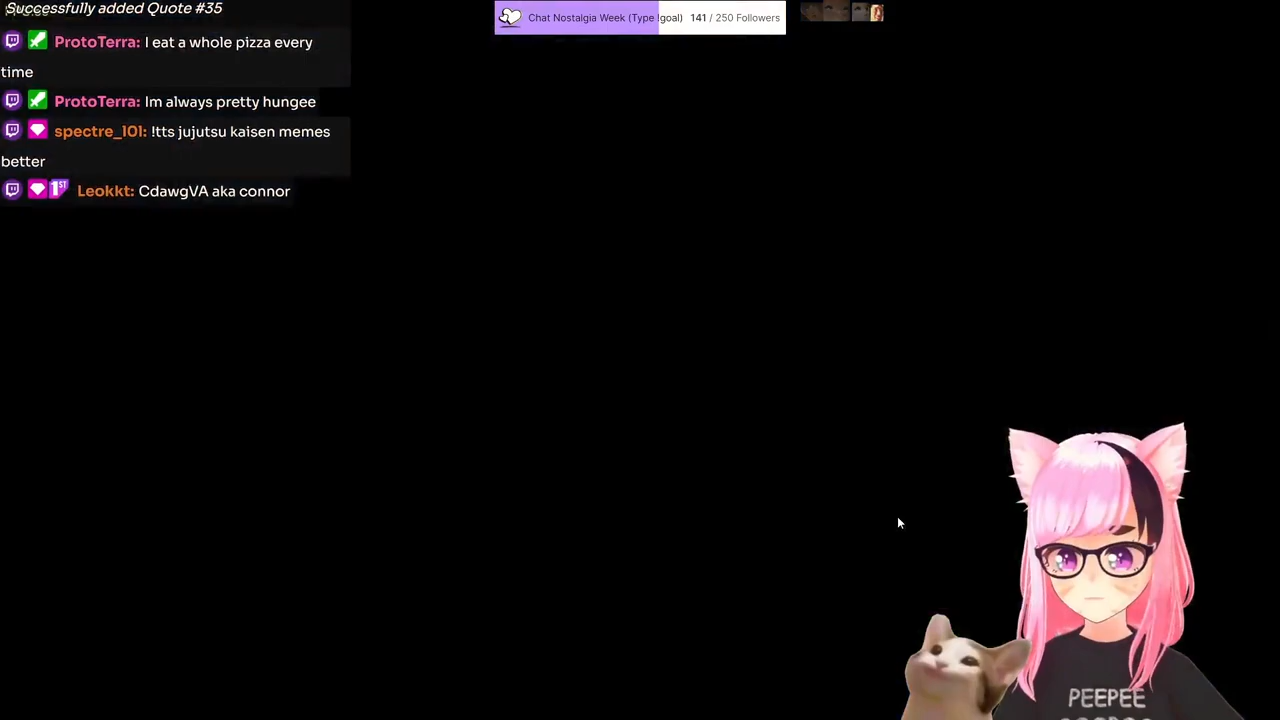 Successfully added Quote #35
ProtoTerra: I eat a whole pizza every
time
ProtoTerra: Im always pretty hungee
spectre_101: !tts jujutsu kaisen memes
better
1ST Leokkt: CdawgVA aka connor
Chat Nostalgia Week (Type !goal) 141 / 250 Followers
PEEPEE